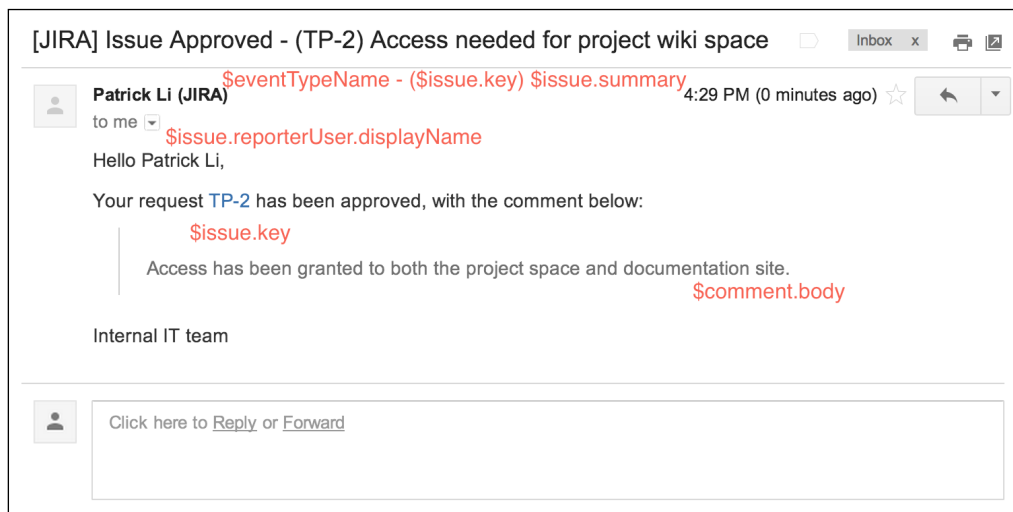 [JIRA] Issue Approved - (TP-2) Access needed for project wiki space
Inbox x
$eventTypeName - ($issue.key) $issue.summary
Patrick Li (JIRA)
4:29 PM (0 minutes ago)
to me
$issue.reporterUser.displayName
Hello Patrick Li,
Your request TP-2 has been approved, with the comment below:
$issue.key
Access has been granted to both the project space and documentation site.
$comment.body
Internal IT team
Click here to Reply or Forward